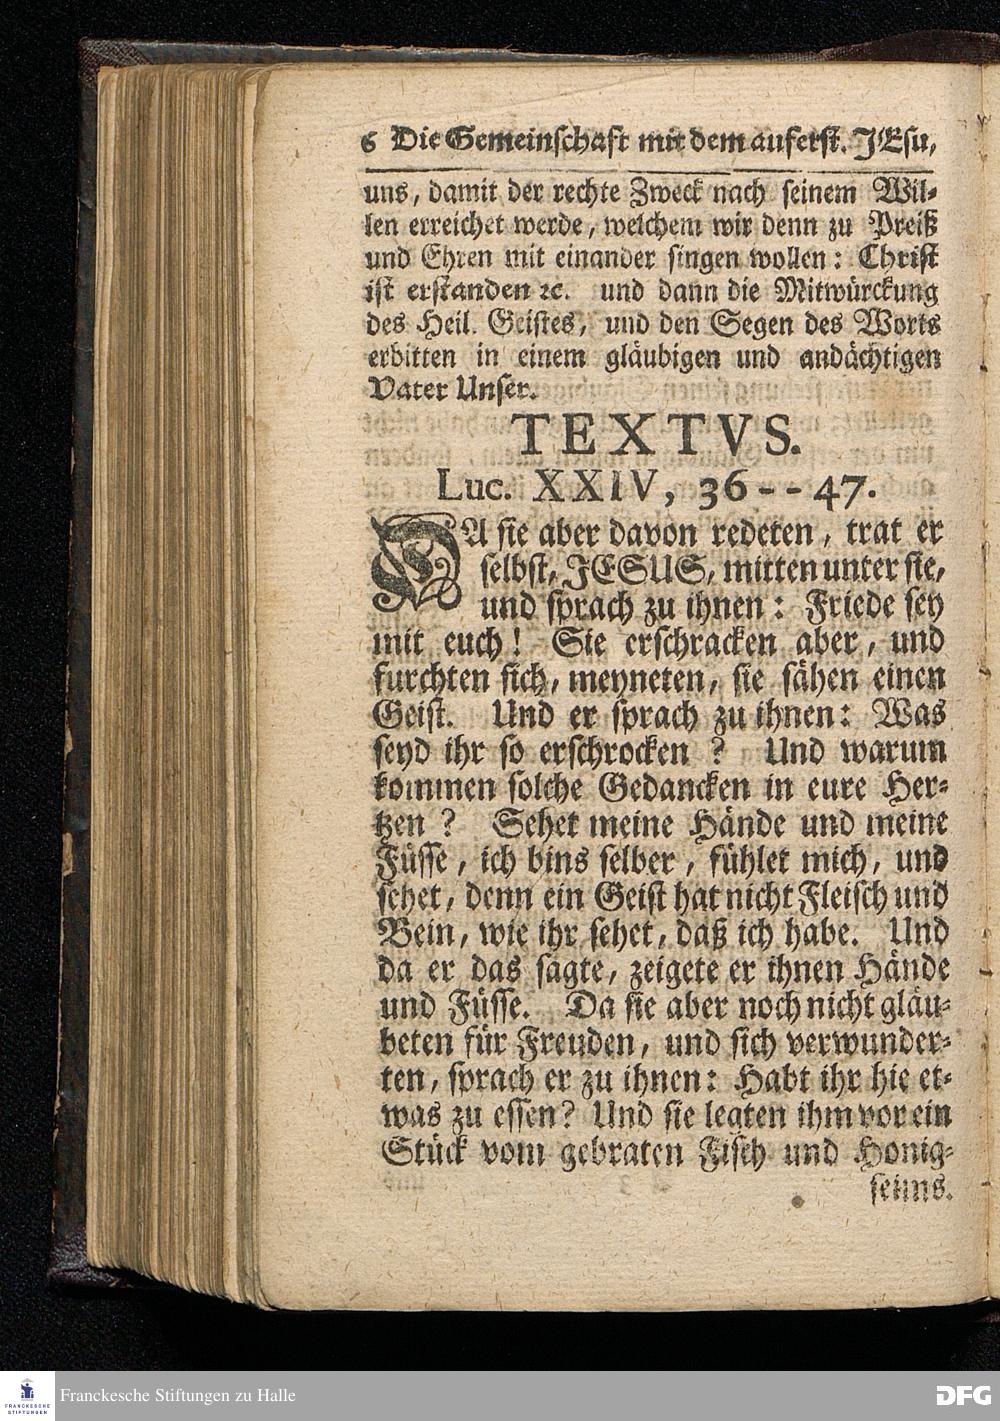 6 Die Gemeinschaft mit dem auferst. JEsu,
uns, damit der rechte Zweck nach seinem Wil-
len erreichet werde, welchem wir denn zu Preiß
und Ehren mit einander singen wollen: Christ
ist erstanden ꝛc. und dann die Mitwürckung
des Heil. Geistes, und den Segen des Worts
erbitten in einem gläubigen und andächtigen
Vater Unser.
TEXTVS.
Luc. XXIV, 36--47.
DA sie aber davon redeten, trat er
selbst, JESUS, mitten unter sie,
und sprach zu ihnen: Friede sey
mit euch! Sie erschracken aber, und
furchten sich, meyneten, sie sähen einen
Geist. Und er sprach zu ihnen: Was
seyd ihr so erschrocken? Und warum
kommen solche Gedancken in eure Her-
tzen? Sehet meine Hände und meine
Füsse, ich bins selber, fühlet mich, und
sehet, denn ein Geist hat nicht Fleisch und
Bein, wie ihr sehet, daß ich habe. Und
da er das sagte, zeigete er ihnen Hände
und Füsse. Da sie aber noch nicht gläu-
beten für Freuden, und sich verwunder-
ten, sprach er zu ihnen: Habt ihr hie et-
was zu essen? Und sie legten ihm vor ein
Stück vom gebraten Fisch und Honig-
seims.
FRANCKESCHE
STIFTUNGEN
Franckesche Stiftungen zu Halle
DFG